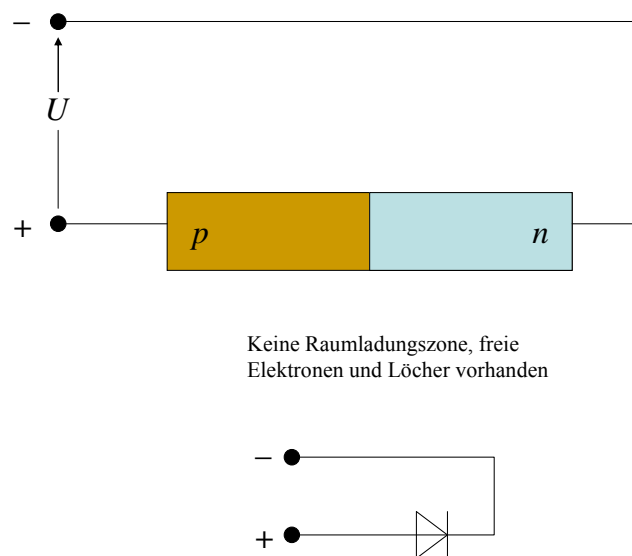 −
U
+
p n
Keine Raumladungszone, freie
Elektronen und Löcher vorhanden
−
+